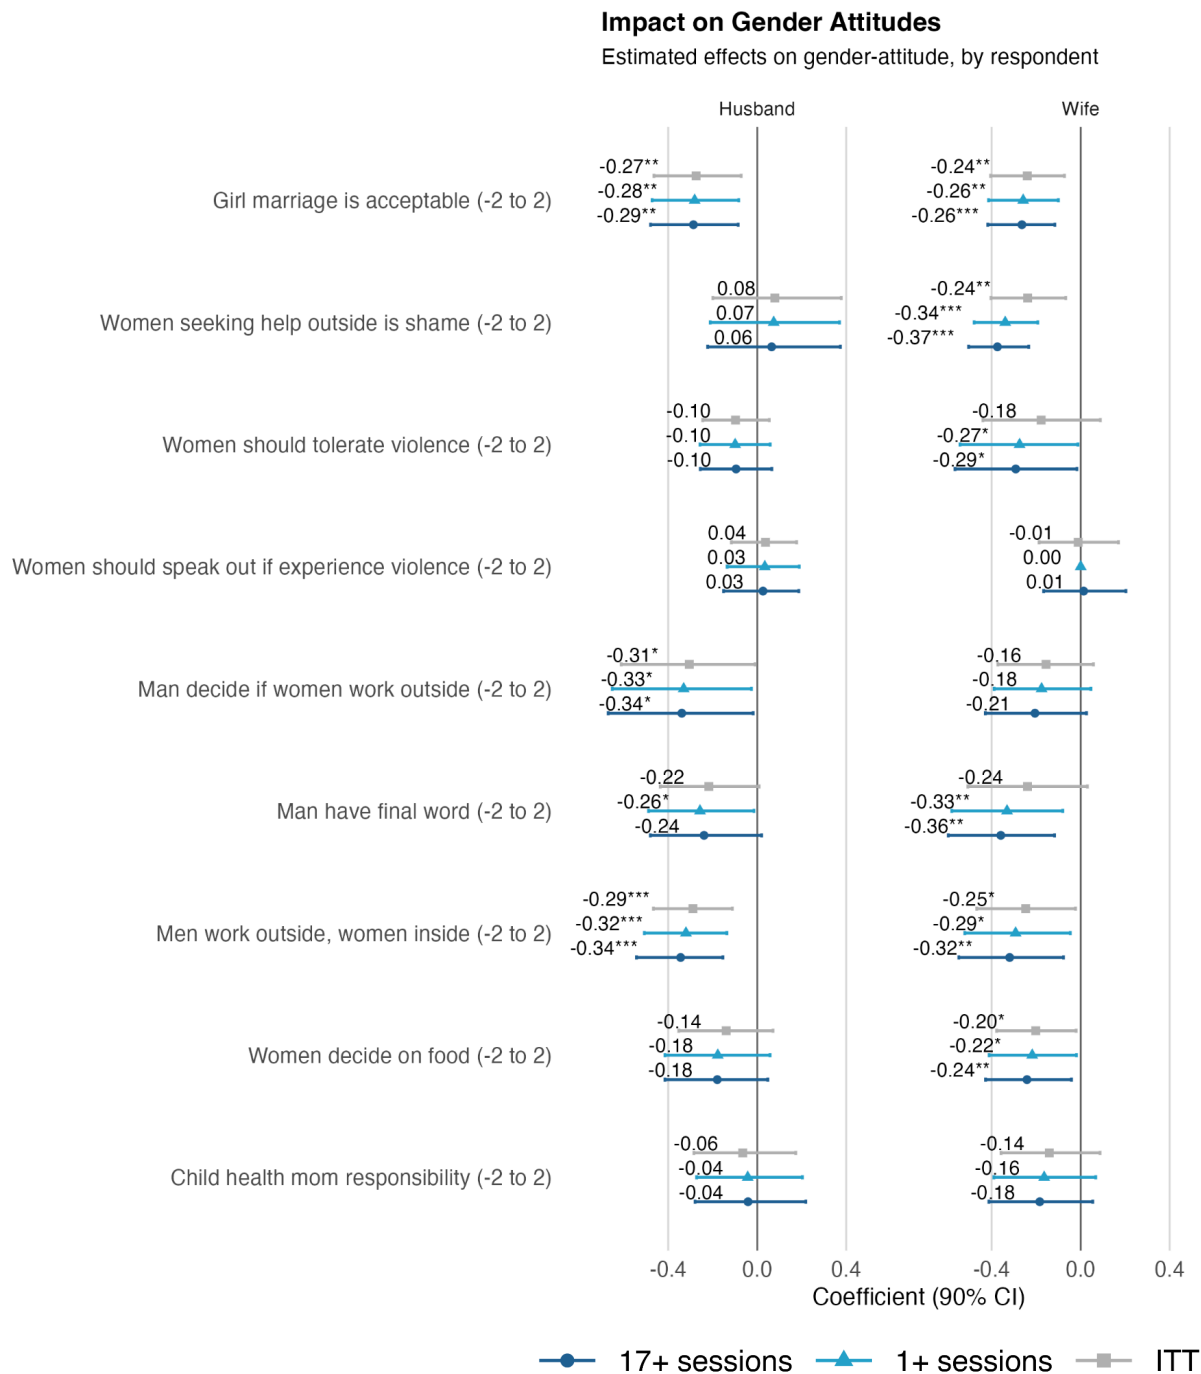 Impact on Gender Attitudes
Estimated effects on gender-attitude, by respondent
Husband Wife
-0.27** -0.24**
Girl marriage is acceptable (-2 to 2) -0.28** -0.26**
-0.29** -0.26***
0.08 -0.24**
Women seeking help outside is shame (-2 to 2) 0.07 -0.34***
0.06 -0.37***
-0.10 -0.18
Women should tolerate violence (-2 to 2) -0.10 -0.27*
-0.10 -0.29*
0.04 -0.01
Women should speak out if experience violence (-2 to 2) 0.03 0.00
0.03 0.01
-0.31* -0.16
Man decide if women work outside (-2 to 2) -0.33* -0.18
-0.34* -0.21
-0.22 -0.24
Man have final word (-2 to 2) -0.26* -0.33**
-0.24 -0.36**
-0.29*** -0.25*
Men work outside, women inside (-2 to 2) -0.32*** -0.29*
-0.34*** -0.32**
-0.14 -0.20*
Women decide on food (-2 to 2) -0.18 -0.22*
-0.18 -0.24**
-0.06 -0.14
Child health mom responsibility (-2 to 2) -0.04 -0.16
-0.04 -0.18
-0.4 0.0 0.4 -0.4 0.0 0.4
Coefficient (90% CI)
17+ sessions 1+ sessions ITT